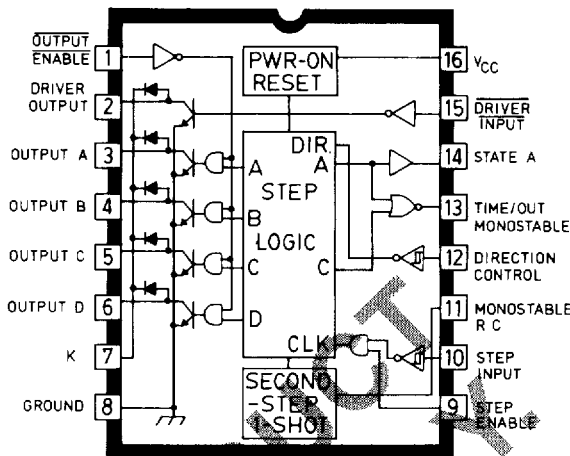 OUTPUT
ENABLE
1
DRIVER
OUTPUT
2
OUTPUT A
3
OUTPUT B
4
OUTPUT C
5
OUTPUT D
6
K
7
GROUND
8
PWR-ON
RESET
DIR.
A
A
STEP
B
LOGIC
C
C
D
CLK
SECOND
-STEP
1-SHOT
16
VCC
15
DRIVER
INPUT
14
STATE A
13
TIME/OUT
MONOSTABLE
12
DIRECTION
CONTROL
11
MONOSTABLE
R C
10
STEP
INPUT
9
STEP
ENABLE